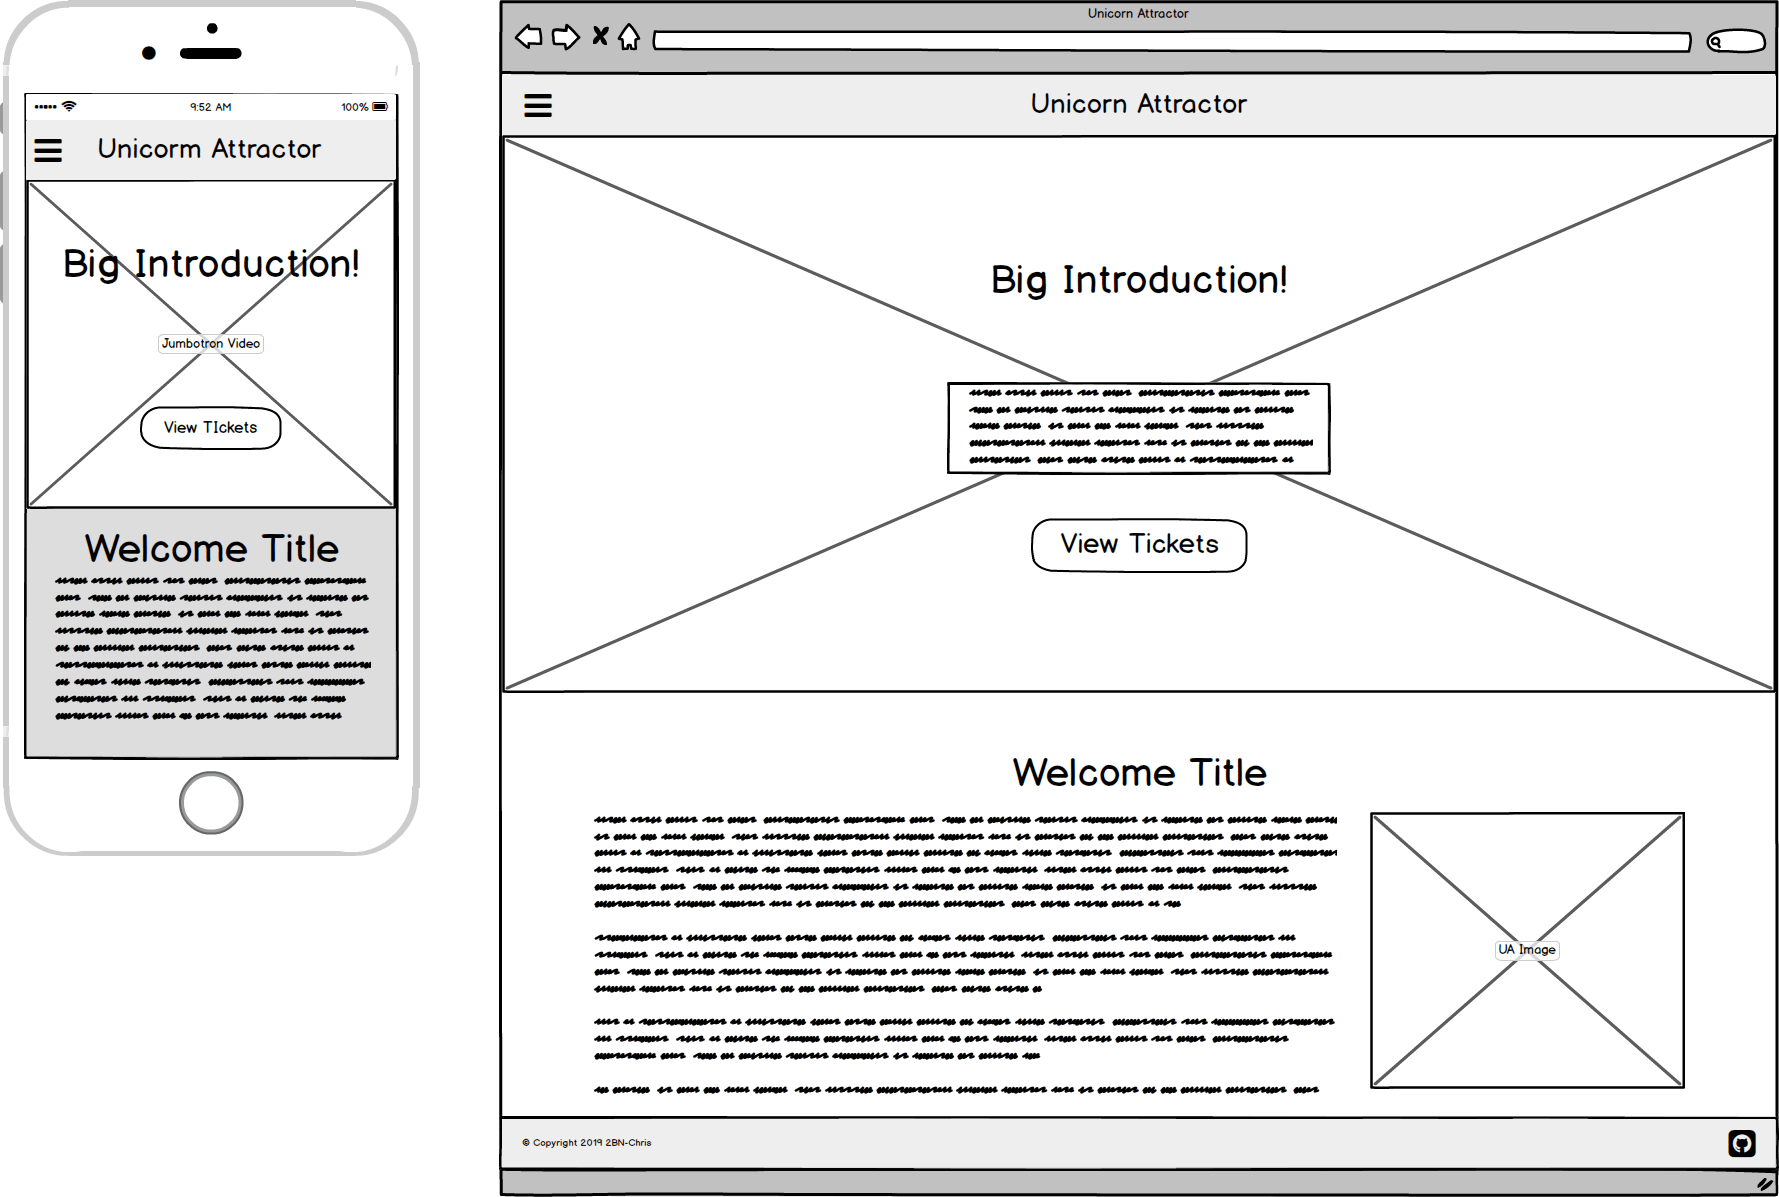 9:52 AM
100%
Unicorm Attractor
Big Introduction!
Jumbotron Video
View TIckets
Welcome Title
Unicorn Attractor
Unicorn Attractor
Big Introduction!
View Tickets
Welcome Title
UA Image
© Copyright 2019 2BN-Chris